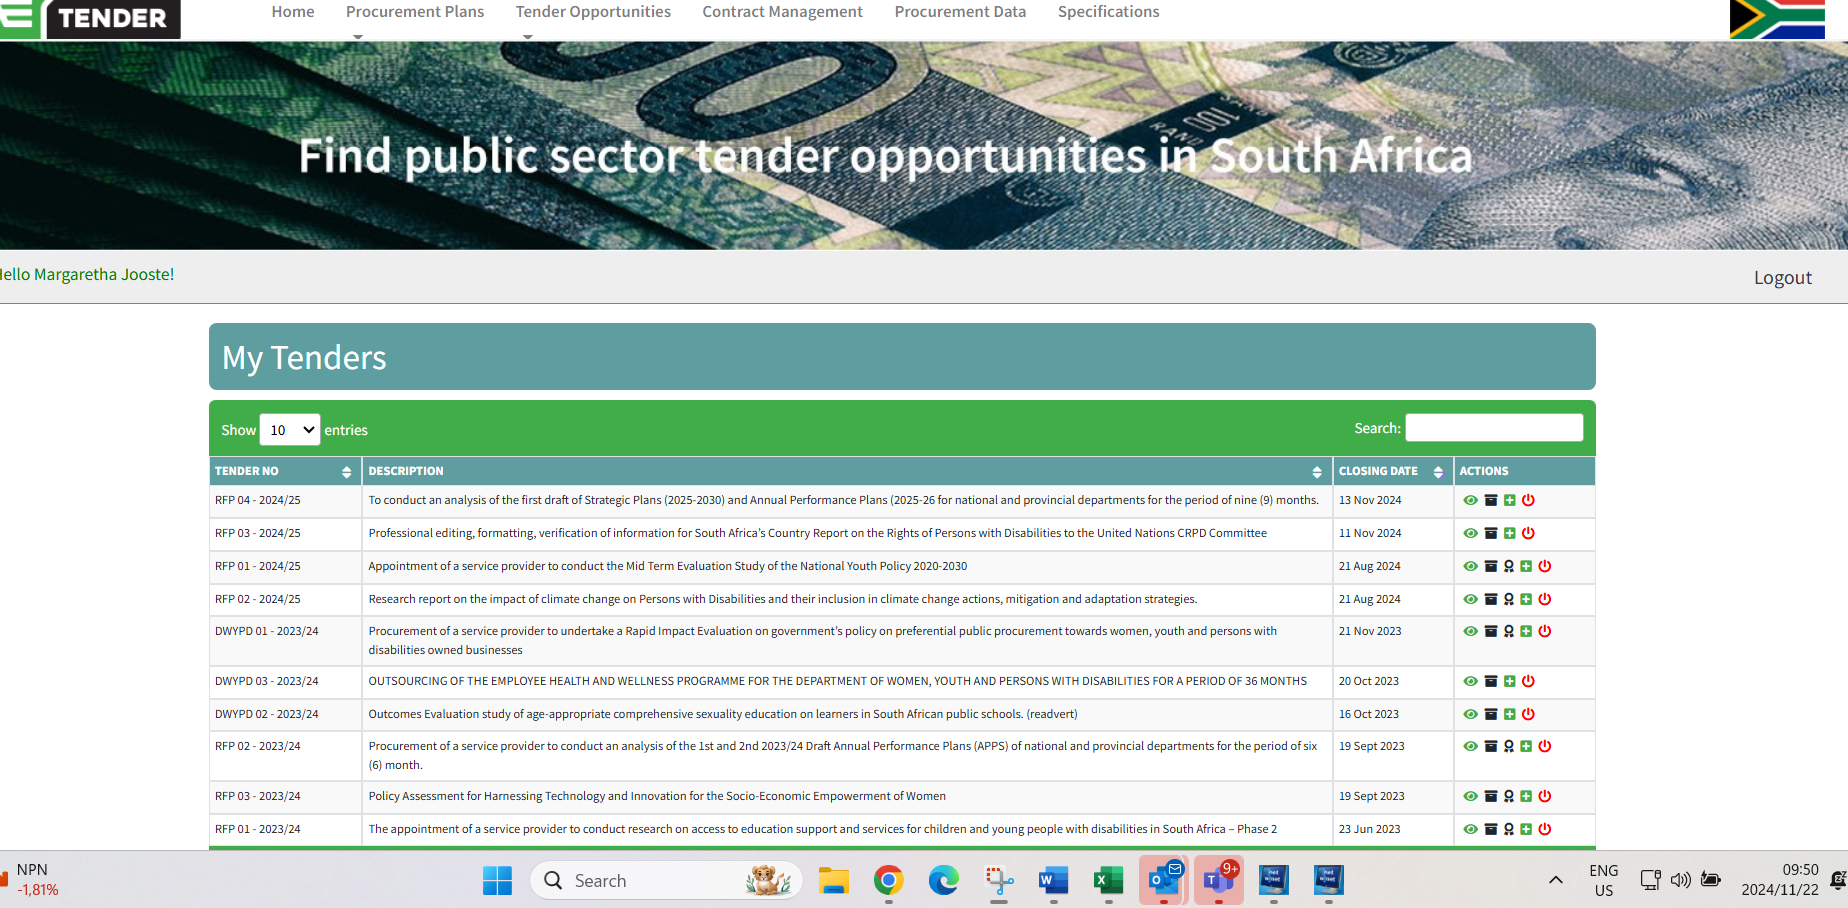 TENDER
Home Procurement Plans Tender Opportunities Contract Management Procurement Data Specifications
Find public sector tender opportunities in South Africa
Hello Margaretha Jooste!
Logout
My Tenders
Show 10 entries
Search:
TENDER NO DESCRIPTION CLOSING DATE ACTIONS
RFP 04 - 2024/25 To conduct an analysis of the first draft of Strategic Plans (2025-2030) and Annual Performance Plans (2025-26 for national and provincial departments for the period of nine (9) months. 13 Nov 2024
RFP 03 - 2024/25 Professional editing, formatting, verification of information for South Africa's Country Report on the Rights of Persons with Disabilities to the United Nations CRPD Committee 11 Nov 2024
RFP 01 - 2024/25 Appointment of a service provider to conduct the Mid Term Evaluation Study of the National Youth Policy 2020-2030 21 Aug 2024
RFP 02 - 2024/25 Research report on the impact of climate change on Persons with Disabilities and their inclusion in climate change actions, mitigation and adaptation strategies. 21 Aug 2024
DWYPD 01 - 2023/24 Procurement of a service provider to undertake a Rapid Impact Evaluation on government's policy on preferential public procurement towards women, youth and persons with 21 Nov 2023
disabilities owned businesses
DWYPD 03 - 2023/24 OUTSOURCING OF THE EMPLOYEE HEALTH AND WELLNESS PROGRAMME FOR THE DEPARTMENT OF WOMEN, YOUTH AND PERSONS WITH DISABILITIES FOR A PERIOD OF 36 MONTHS 20 Oct 2023
DWYPD 02 - 2023/24 Outcomes Evaluation study of age-appropriate comprehensive sexuality education on learners in South African public schools. (readvert) 16 Oct 2023
RFP 02 - 2023/24 Procurement of a service provider to conduct an analysis of the 1st and 2nd 2023/24 Draft Annual Performance Plans (APPS) of national and provincial departments for the period of six 19 Sept 2023
(6) month.
RFP 03 - 2023/24 Policy Assessment for Harnessing Technology and Innovation for the Socio-Economic Empowerment of Women 19 Sept 2023
RFP 01 - 2023/24 The appointment of a service provider to conduct research on access to education support and services for children and young people with disabilities in South Africa – Phase 2 23 Jun 2023
NPN
-1,81%
Search
9+
ENG
US
09:50
2024/11/22